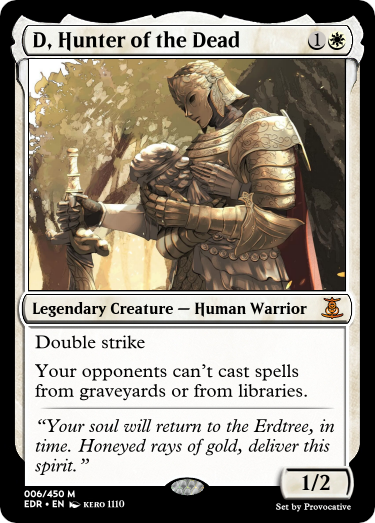 D, Hunter of the Dead 1
Legendary Creature — Human Warrior
Double strike
Your opponents can't cast spells
from graveyards or from libraries.
“Your soul will return to the Erdtree, in
time. Honeyed rays of gold, deliver this
spirit.”
1/2
006/450 M
EDR • EN KERO 1110
Set by Provocative